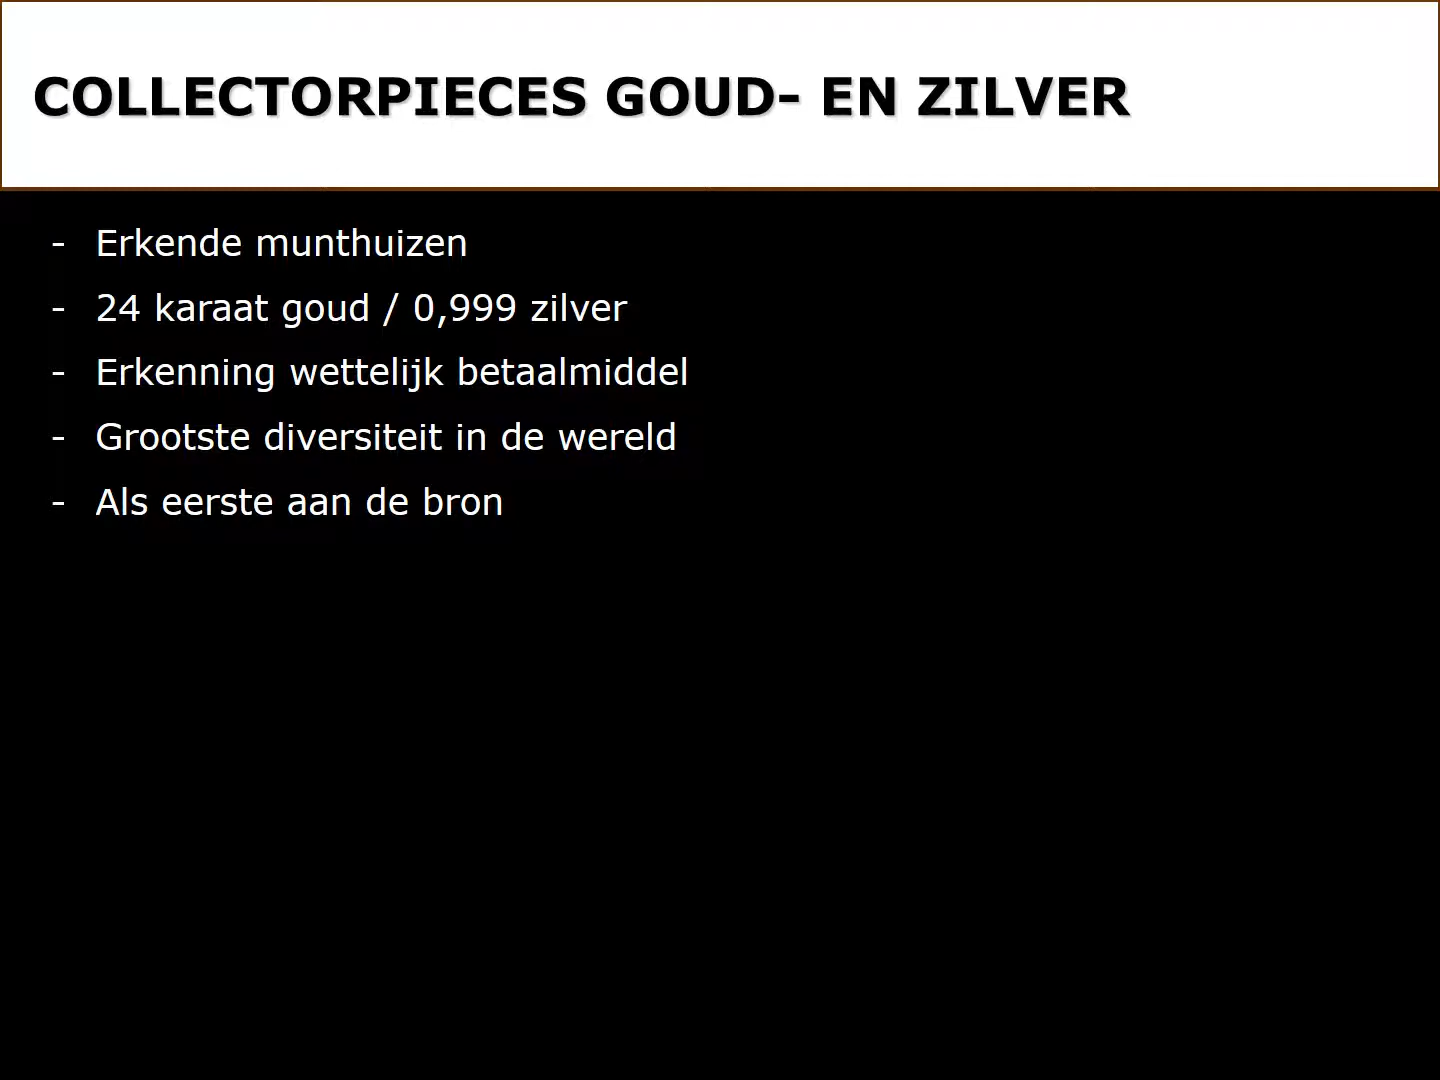 COLLECTORPIECES GOUD- EN ZILVER
- Erkende munthuizen
- 24 karaat goud / 0,999 zilver
- Erkenning wettelijk betaalmiddel
- Grootste diversiteit in de wereld
- Als eerste aan de bron